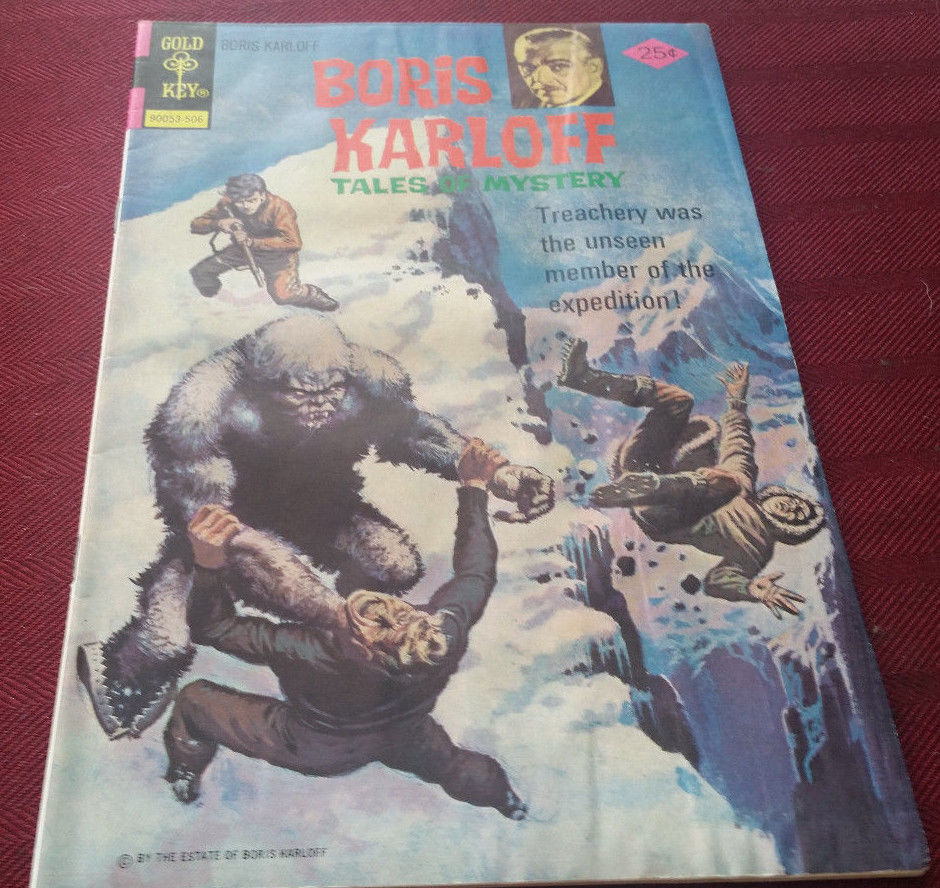 GOLD
KEY®
90053-506
BORIS KARLOFF
25¢
BORIS
KARLOFF
TALES OF MYSTERY
Treachery was
the unseen
member of the
expedition!
© BY THE ESTATE OF BORIS KARLOFF